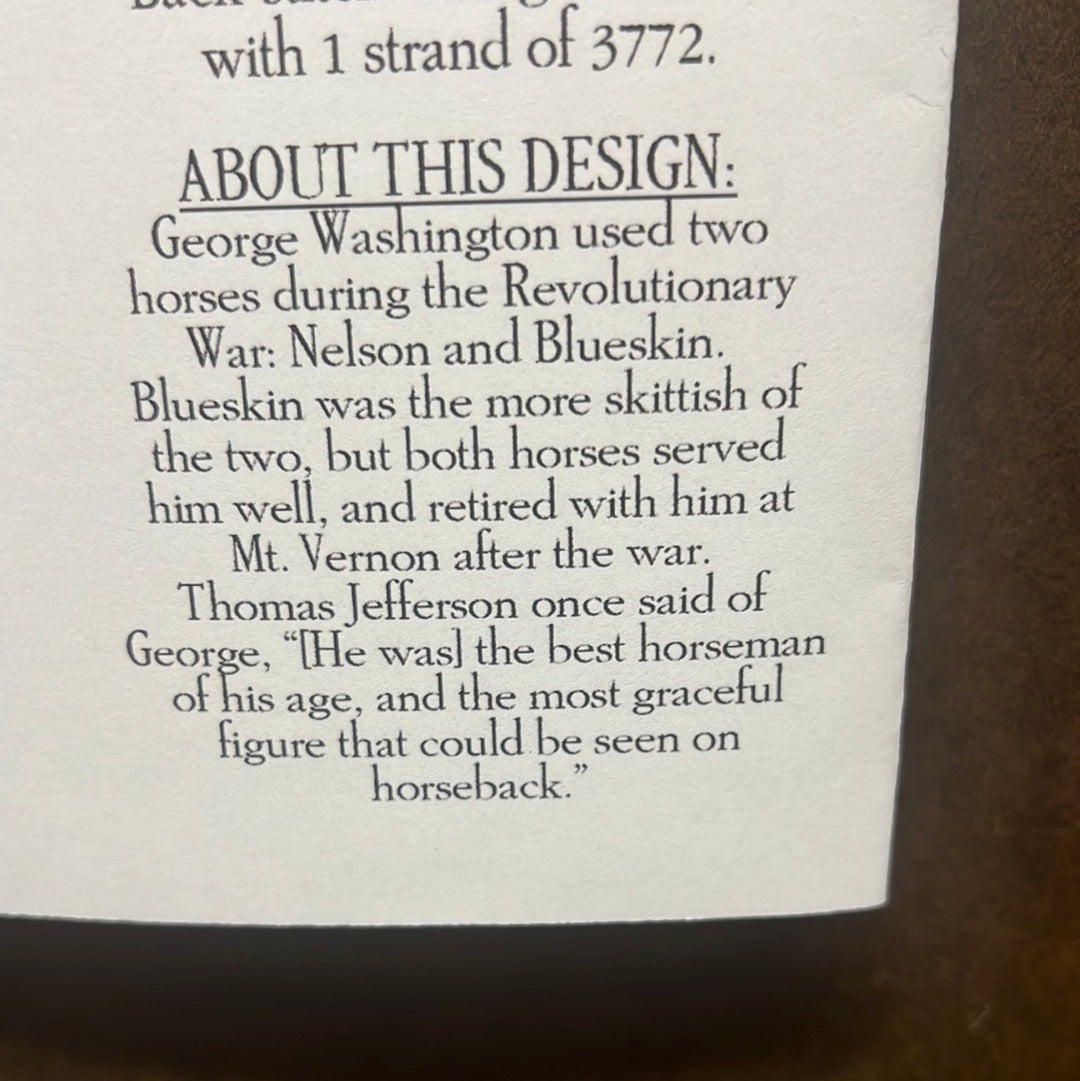 with 1 strand of 3772.
ABOUT THIS DESIGN:
George Washington used two
horses during the Revolutionary
War: Nelson and Blueskin.
Blueskin was the more skittish of
the two, but both horses served
him well, and retired with him at
Mt. Vernon after the war.
Thomas Jefferson once said of
George, “[He was] the best horseman
of his age, and the most graceful
figure that could be seen on
horseback.”